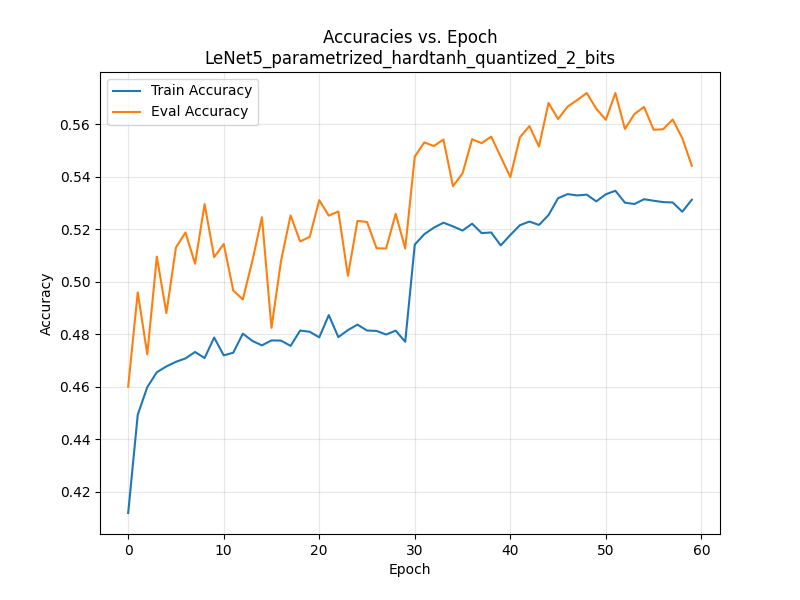 Accuracies vs. Epoch
LeNet5_parametrized_hardtanh_quantized_2_bits
Train Accuracy
Eval Accuracy
0.56
0.54
0.52
0.50
0.48
0.46
0.44
0.42
Accuracy
0 10 20 30 40 50 60
Epoch